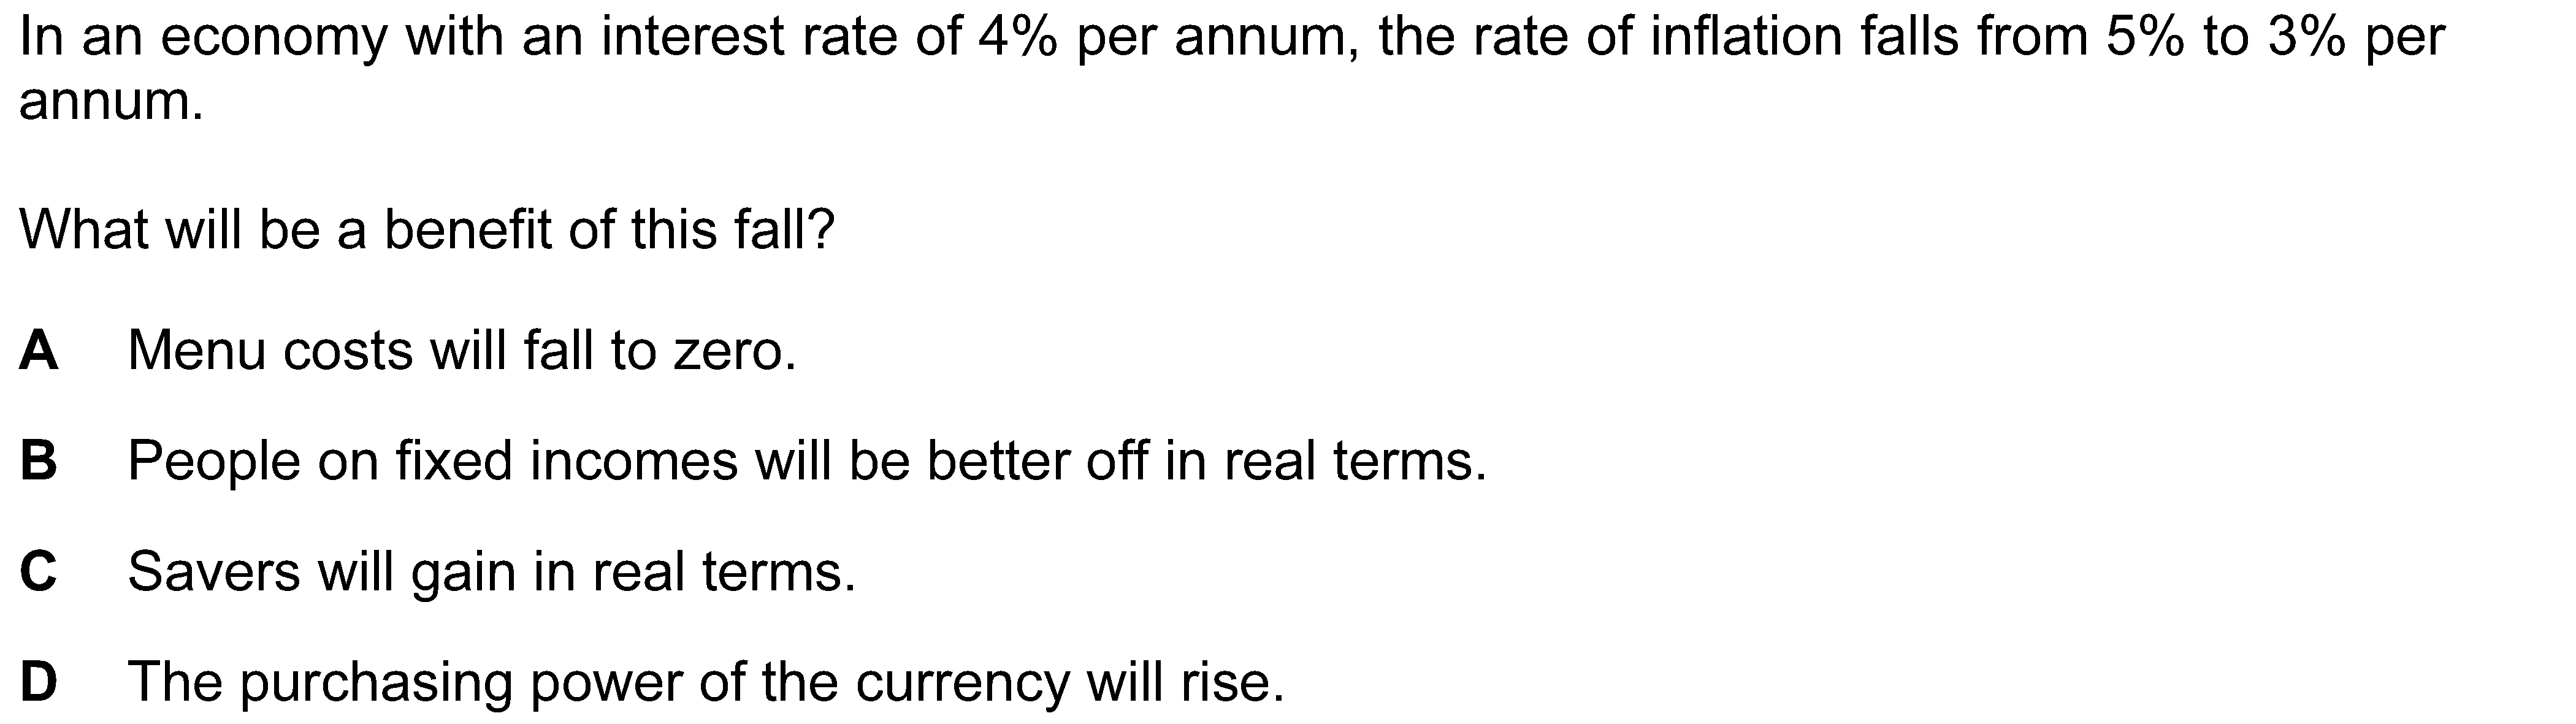 In an economy with an interest rate of 4% per annum, the rate of inflation falls from 5% to 3% per
annum.
What will be a benefit of this fall?
A Menu costs will fall to zero.
B People on fixed incomes will be better off in real terms.
C Savers will gain in real terms.
D The purchasing power of the currency will rise.